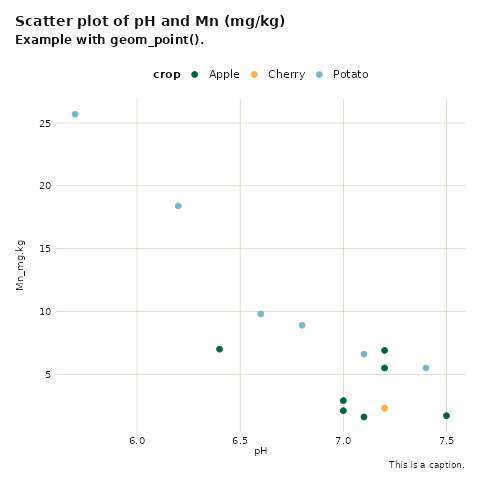 Scatter plot of pH and Mn (mg/kg)
Example with geom_point().
crop Apple Cherry Potato
25
20
15
10
5
Mn_mg.kg
6.0 6.5 7.0 7.5
pH
This is a caption.